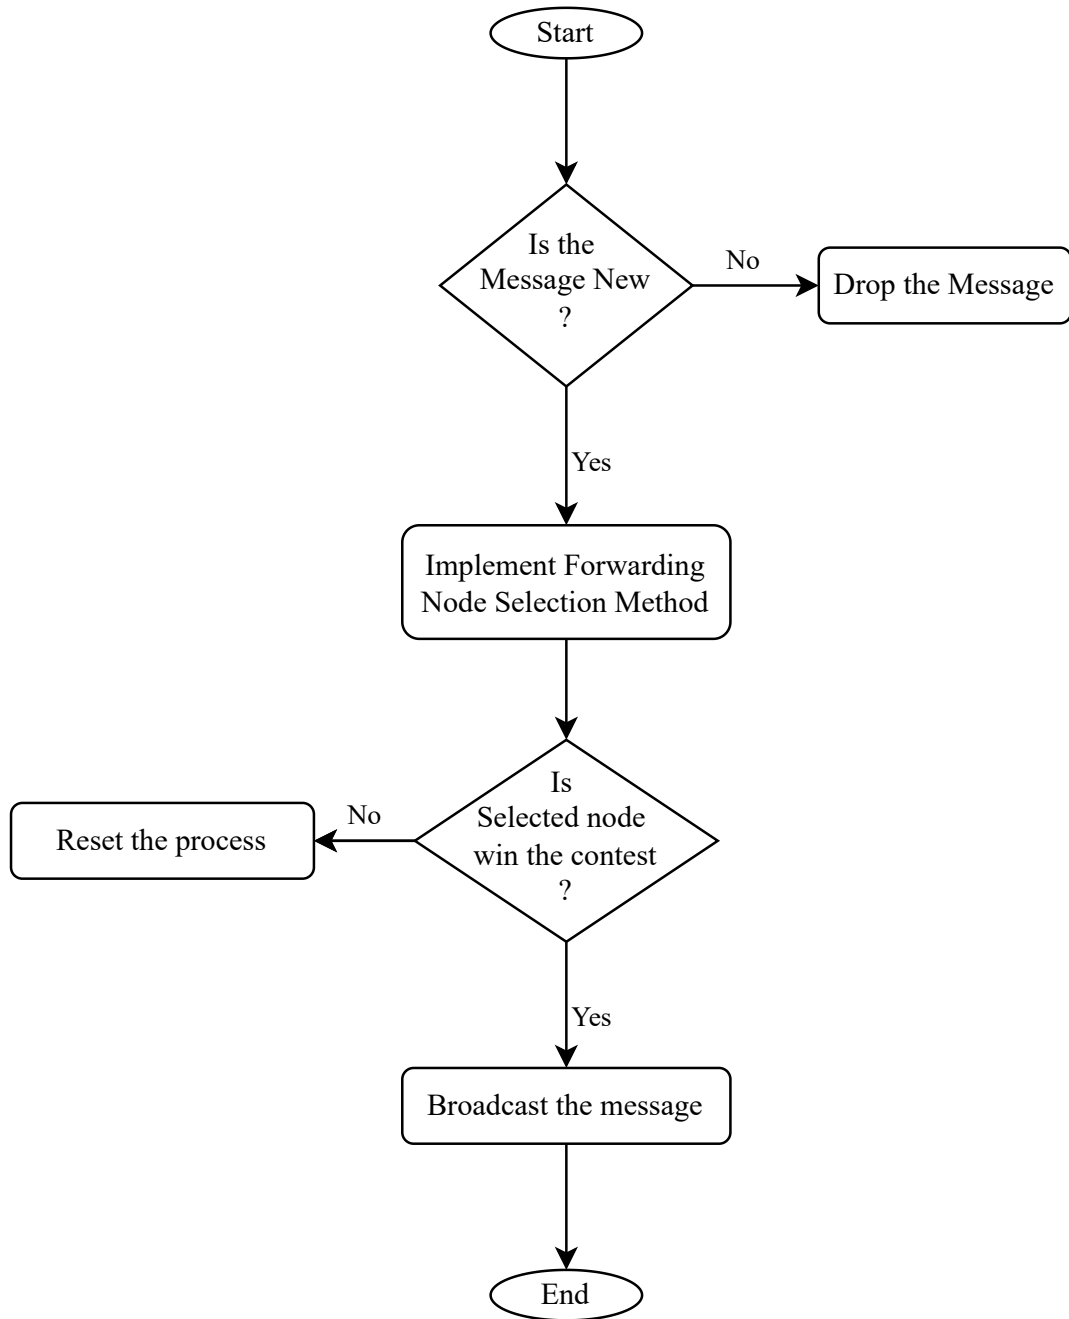 Start
Is the
Message New
?
No
Drop the Message
Yes
Implement Forwarding
Node Selection Method
Is
Selected node
win the contest
?
No
Reset the process
Yes
Broadcast the message
End